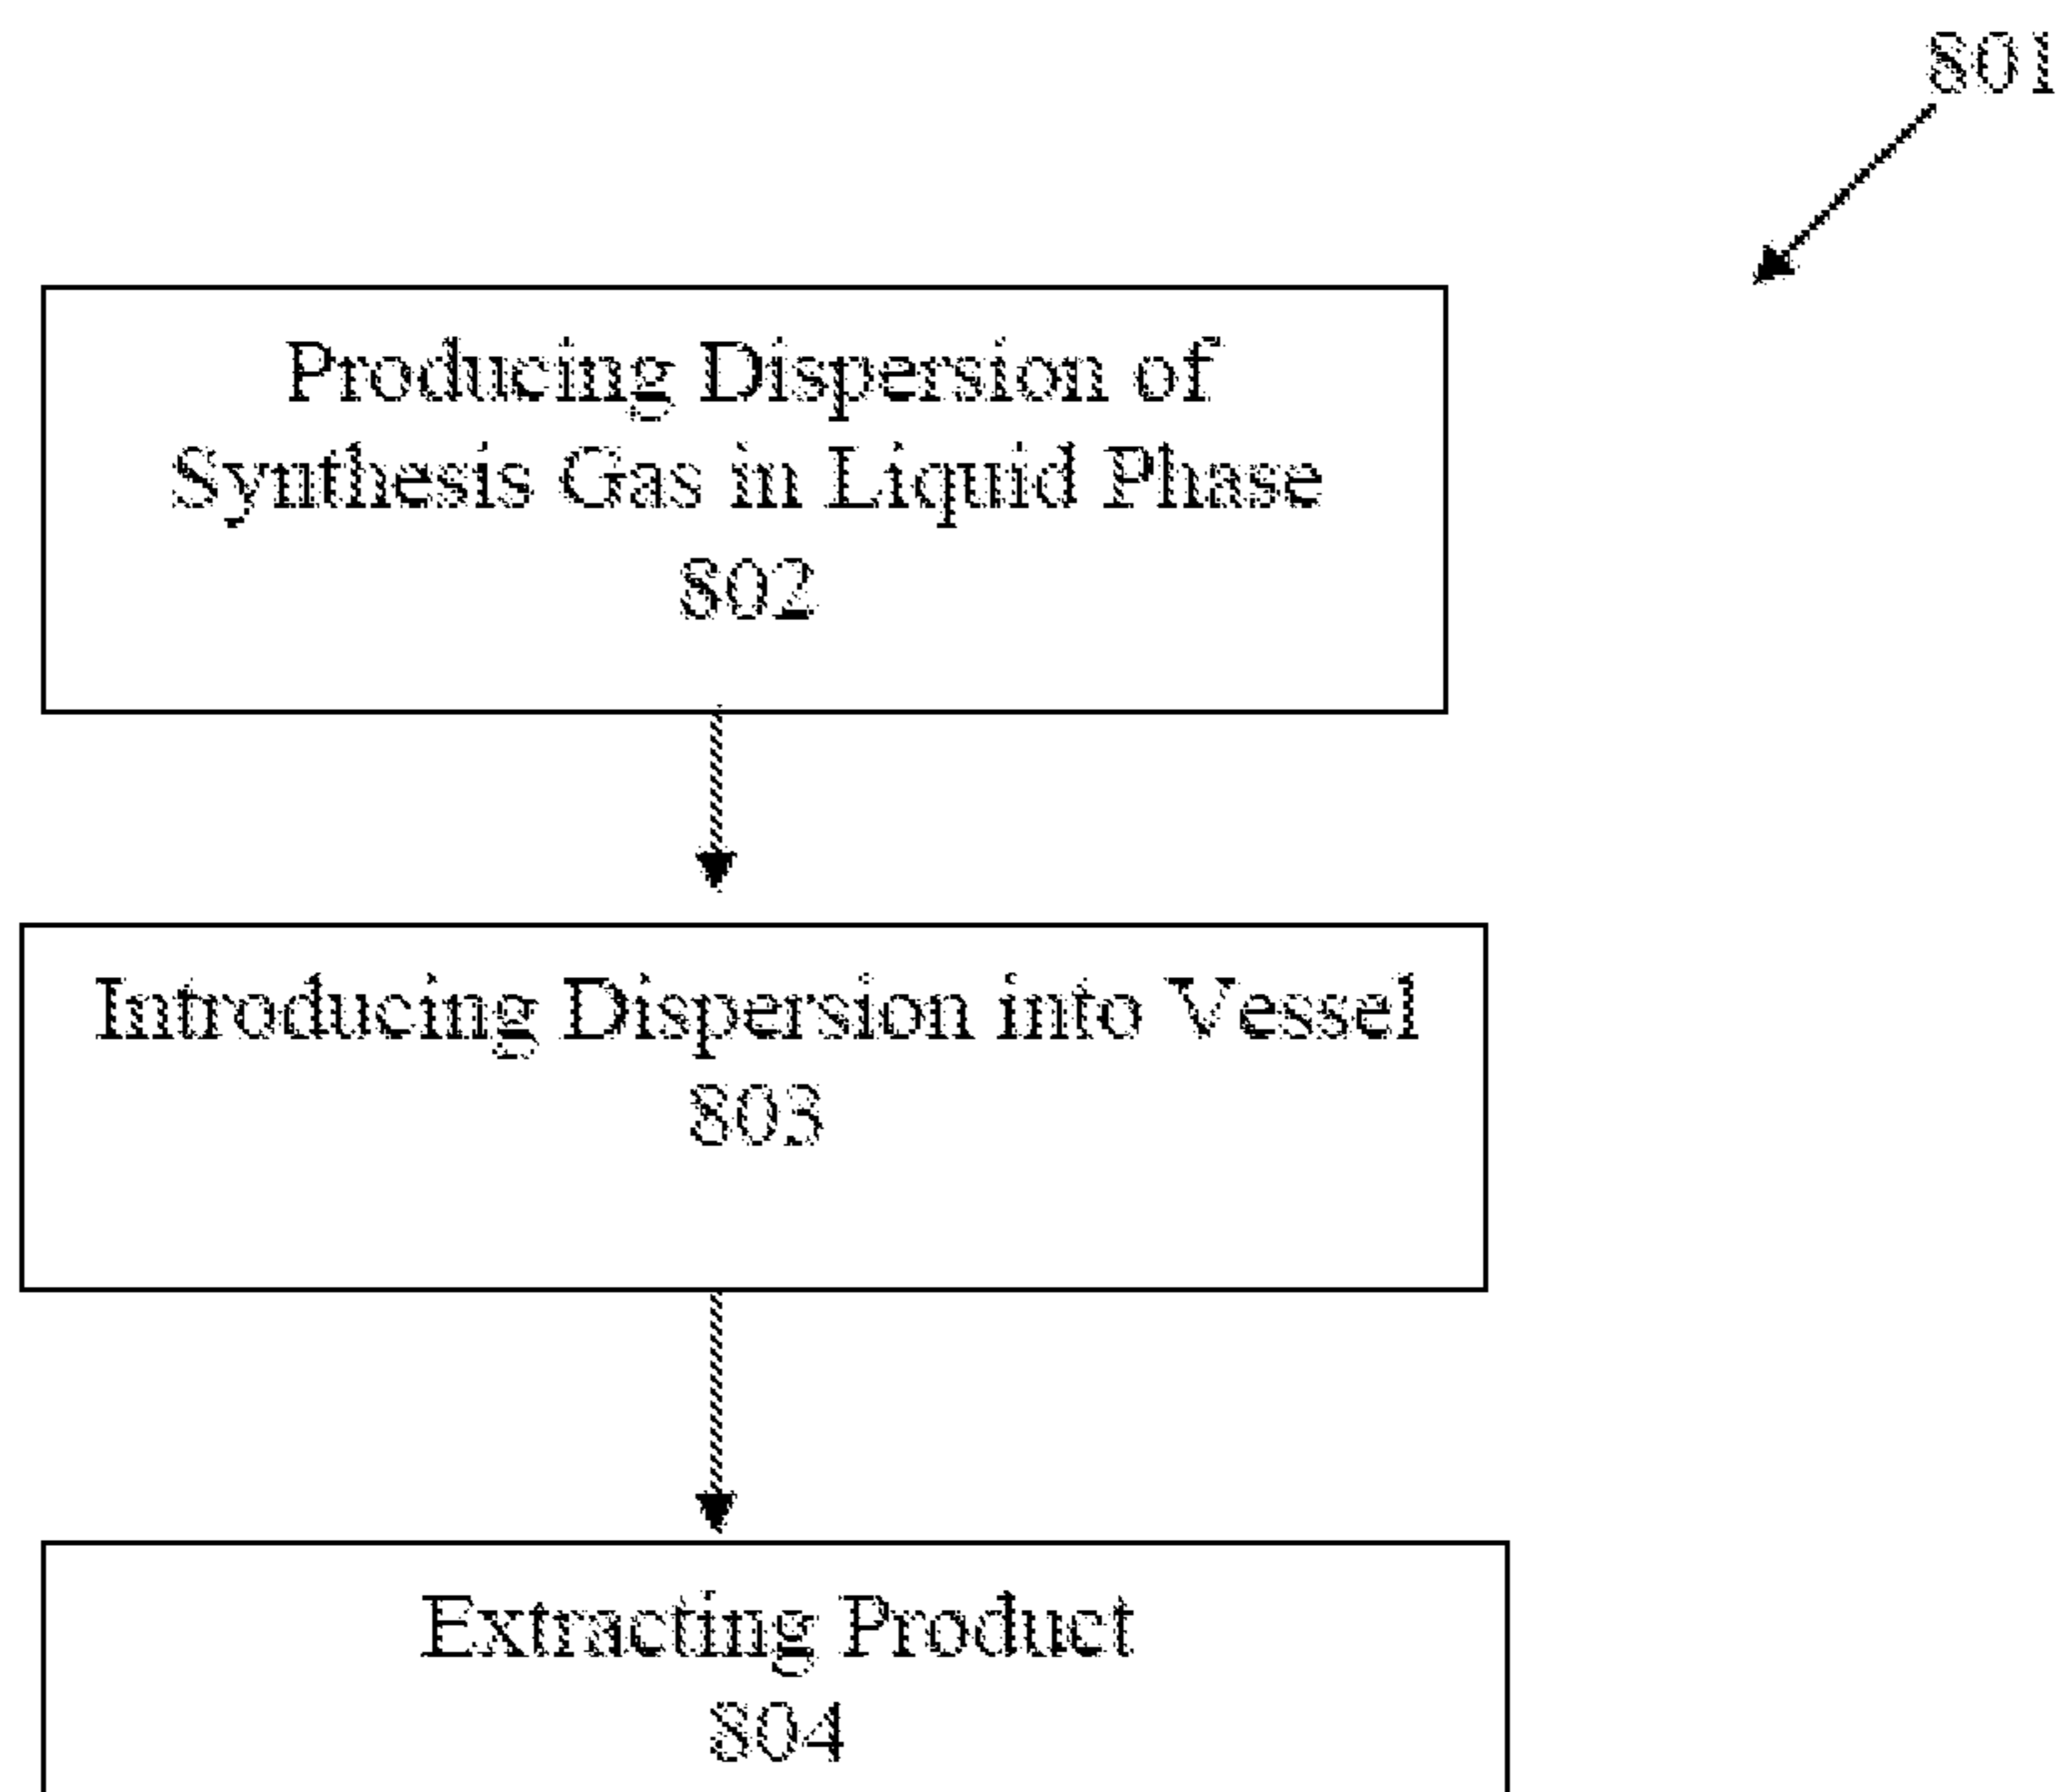 801
Producing Dispersion of
Synthesis Gas in Liquid Phase
802
Introducing Dispersion into Vessel
803
Extracting Product
804